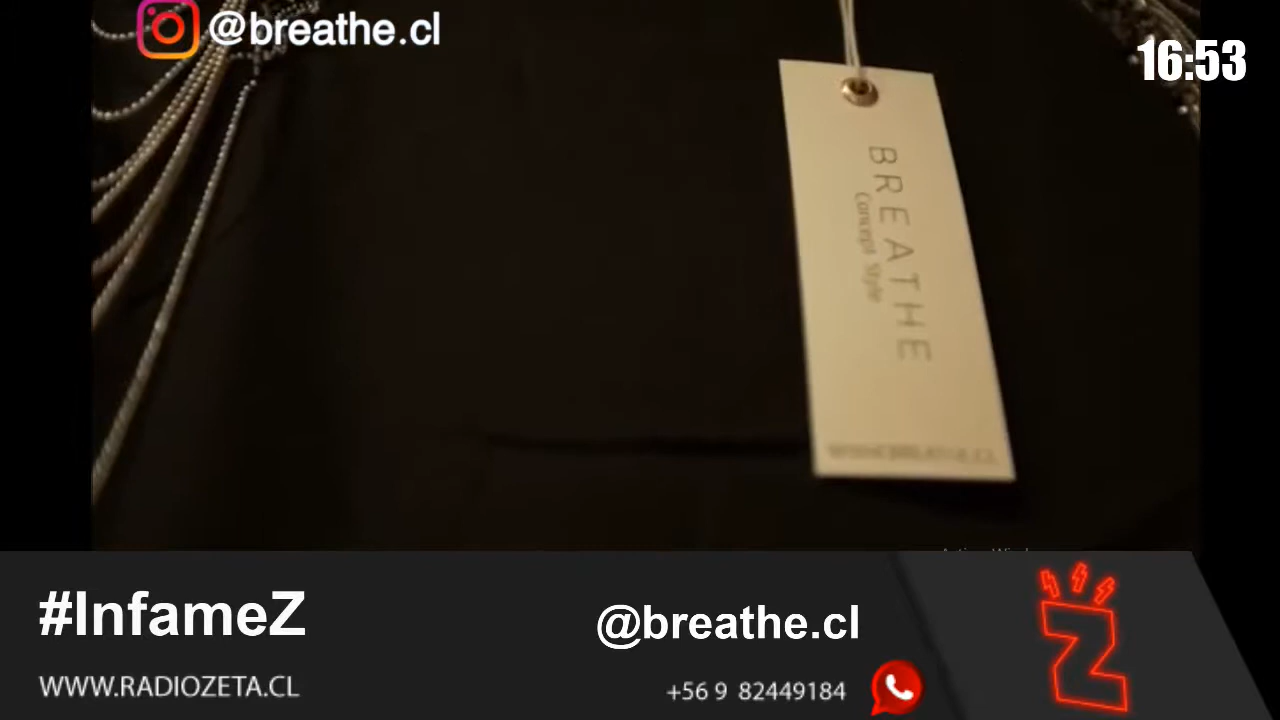 @breathe.cl
16:53
BREATHE
Concept Style
#InfameZ
@breathe.cl
WWW.RADIOZETA.CL
+56 9 82449184
Z